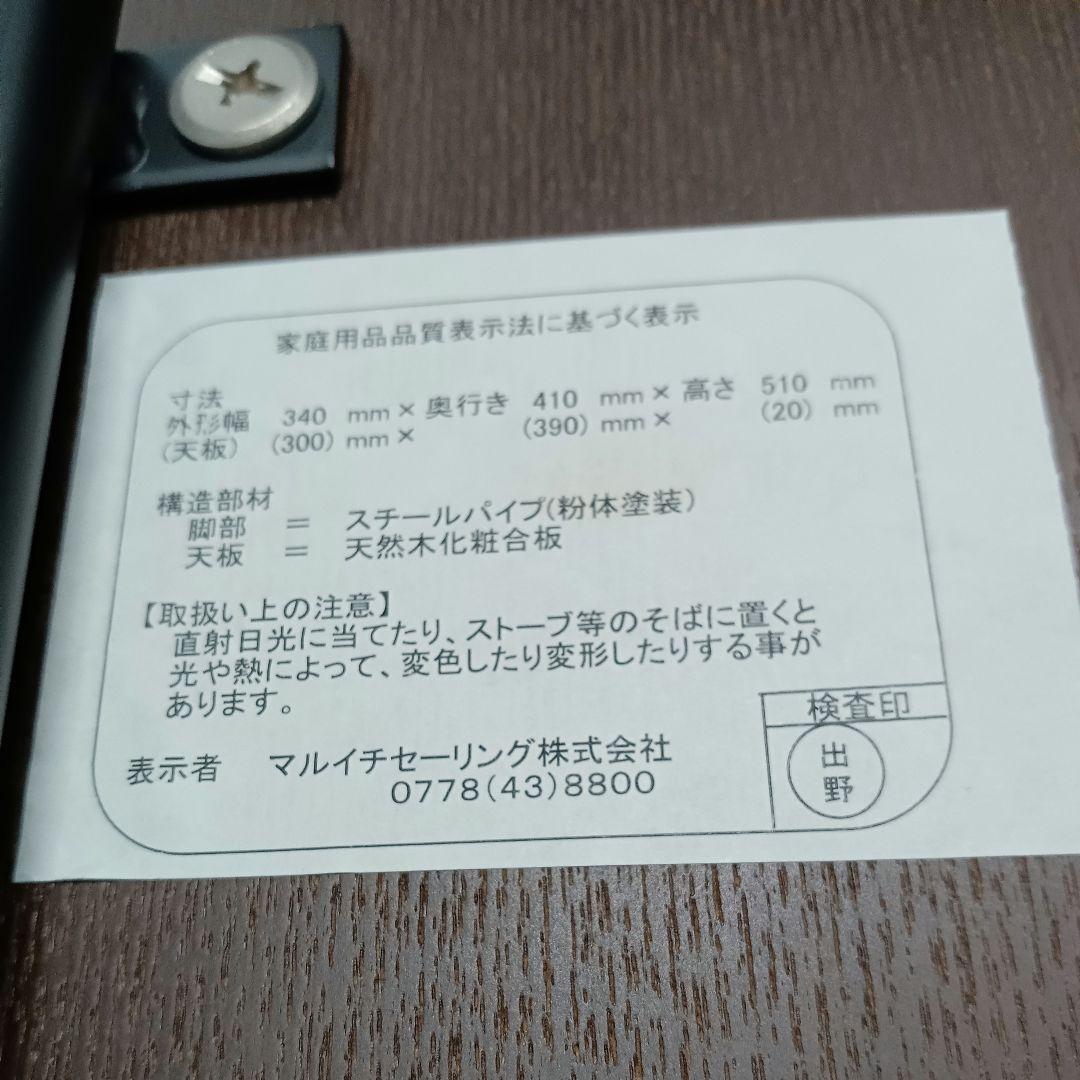 家庭用品品質表示法に基づく表示
寸法
外形幅 340 mm × 奥行き 410 mm × 高さ 510 mm
(天板) (300) mm × (390) mm × (20) mm
構造部材
脚部 = スチールパイプ(粉体塗装)
天板 = 天然木化粧合板
【取扱い上の注意】
直射日光に当てたり、ストーブ等のそばに置くと
光や熱によって、変色したり変形したりする事が
あります。
検査印
表示者 マルイチセーリング株式会社
0778(43)8800
出
野